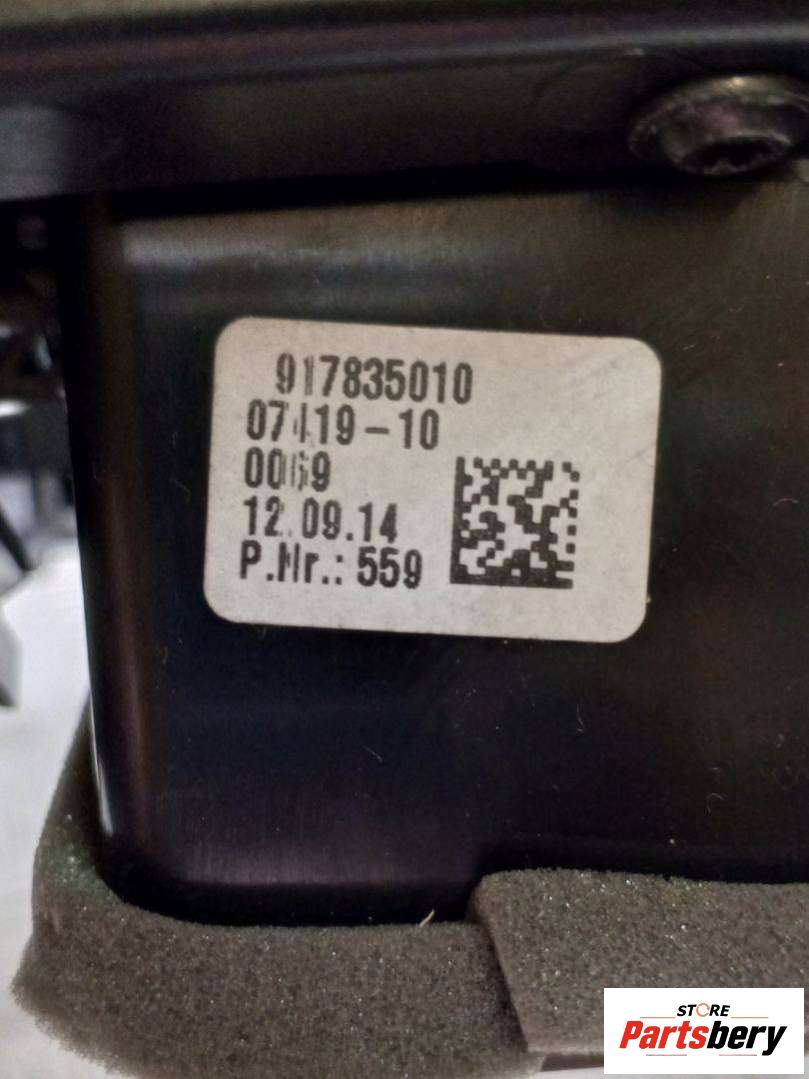 917835010
07419-10
0069
12.09.14
P.Nr.: 559
STORE
Partsbery